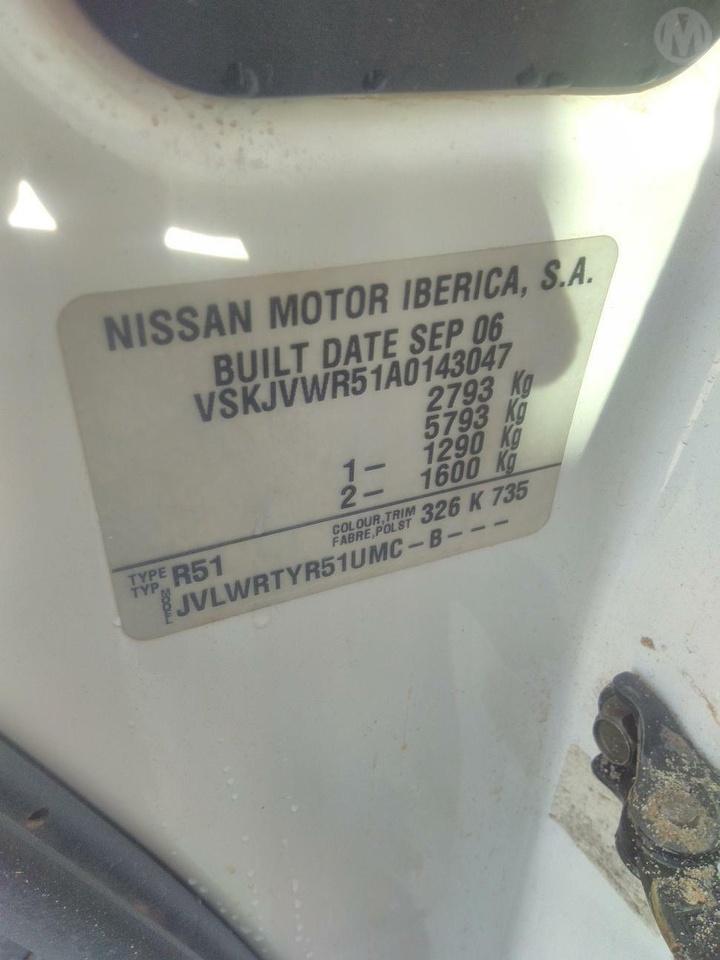 NISSAN MOTOR IBERICA, S.A.
BUILT DATE SEP 06
VSKJVWR51A0143047
2793 Kg
5793 Kg
1– 1290 Kg
2– 1600 Kg
TYPE TYP R51
COLOUR,TRIM FABRE,POLST 326 K 735
MODEL JVLWRTYR51UMC–B–––
M